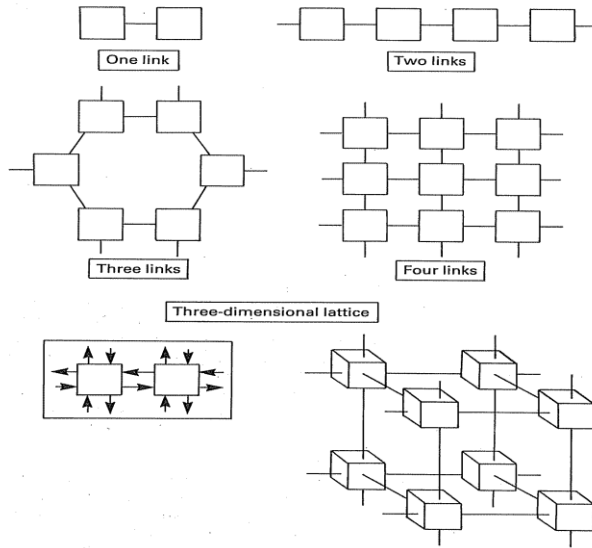 One link
Two links
Three links
Four links
Three-dimensional lattice